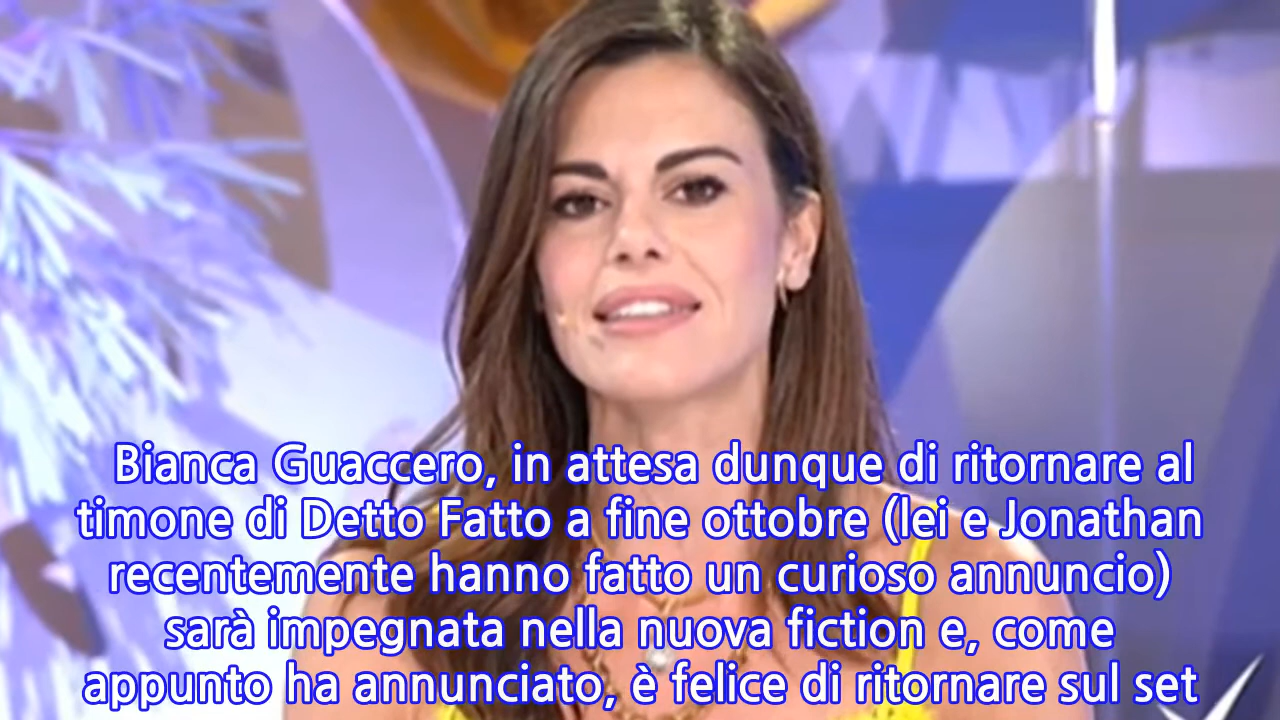 Bianca Guaccero, in attesa dunque di ritornare al
timone di Detto Fatto a fine ottobre (lei e Jonathan
recentemente hanno fatto un curioso annuncio)
sarà impegnata nella nuova fiction e, come
appunto ha annunciato, è felice di ritornare sul set